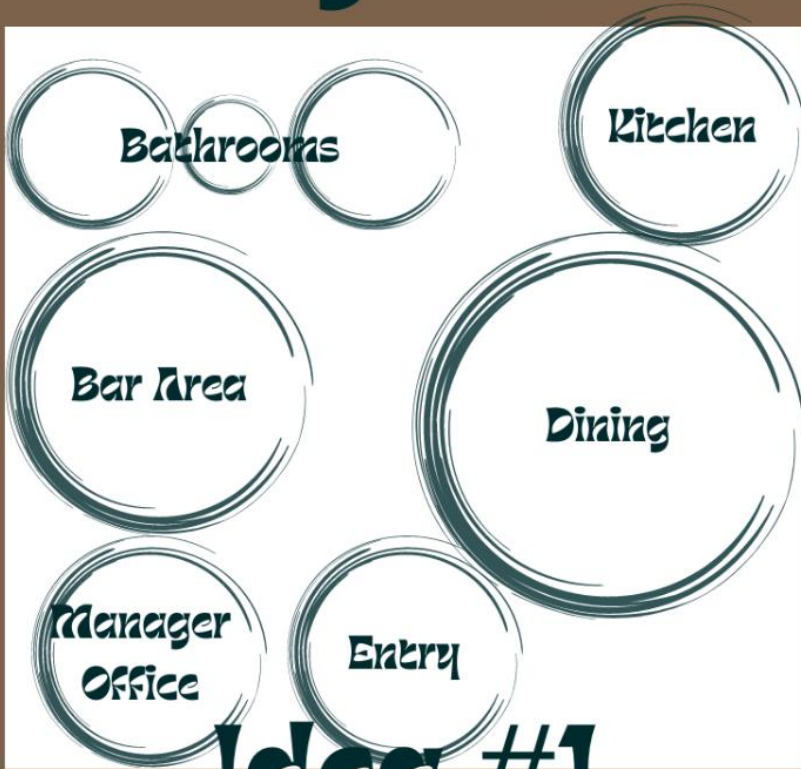 Kitchen
Bathrooms
Bar Area
Dining
Manager
Office
Entry
Idea #1